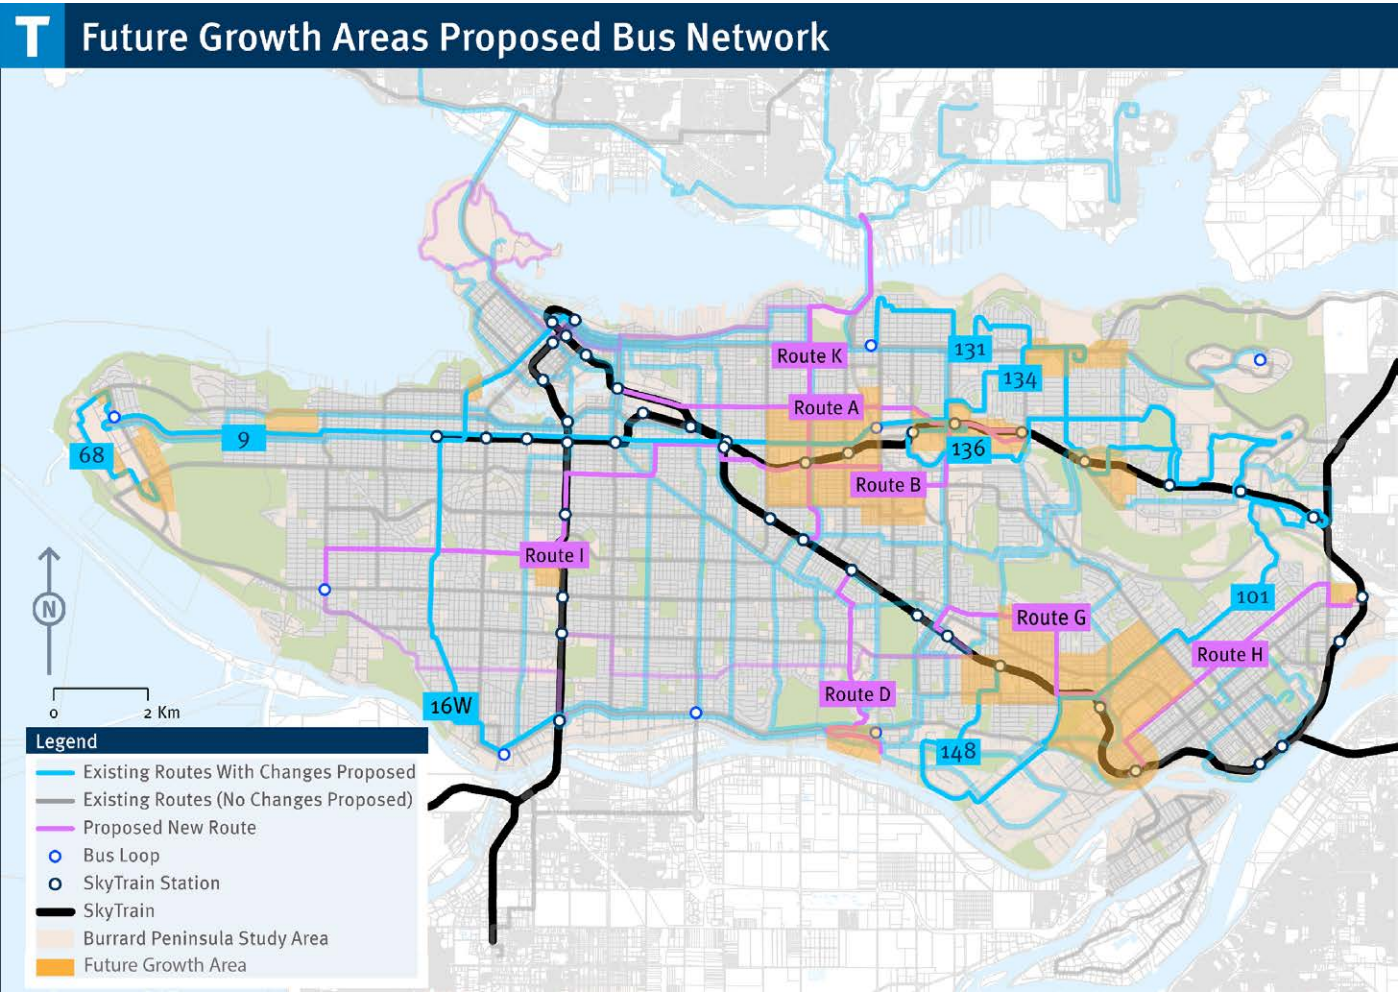 T Future Growth Areas Proposed Bus Network
Route K
131
134
Route A
9
68
136
Route B
Route I
101
N
Route G
Route H
Route D
16W
0 2 Km
148
Legend
Existing Routes With Changes Proposed
Existing Routes (No Changes Proposed)
Proposed New Route
Bus Loop
SkyTrain Station
SkyTrain
Burrard Peninsula Study Area
Future Growth Area